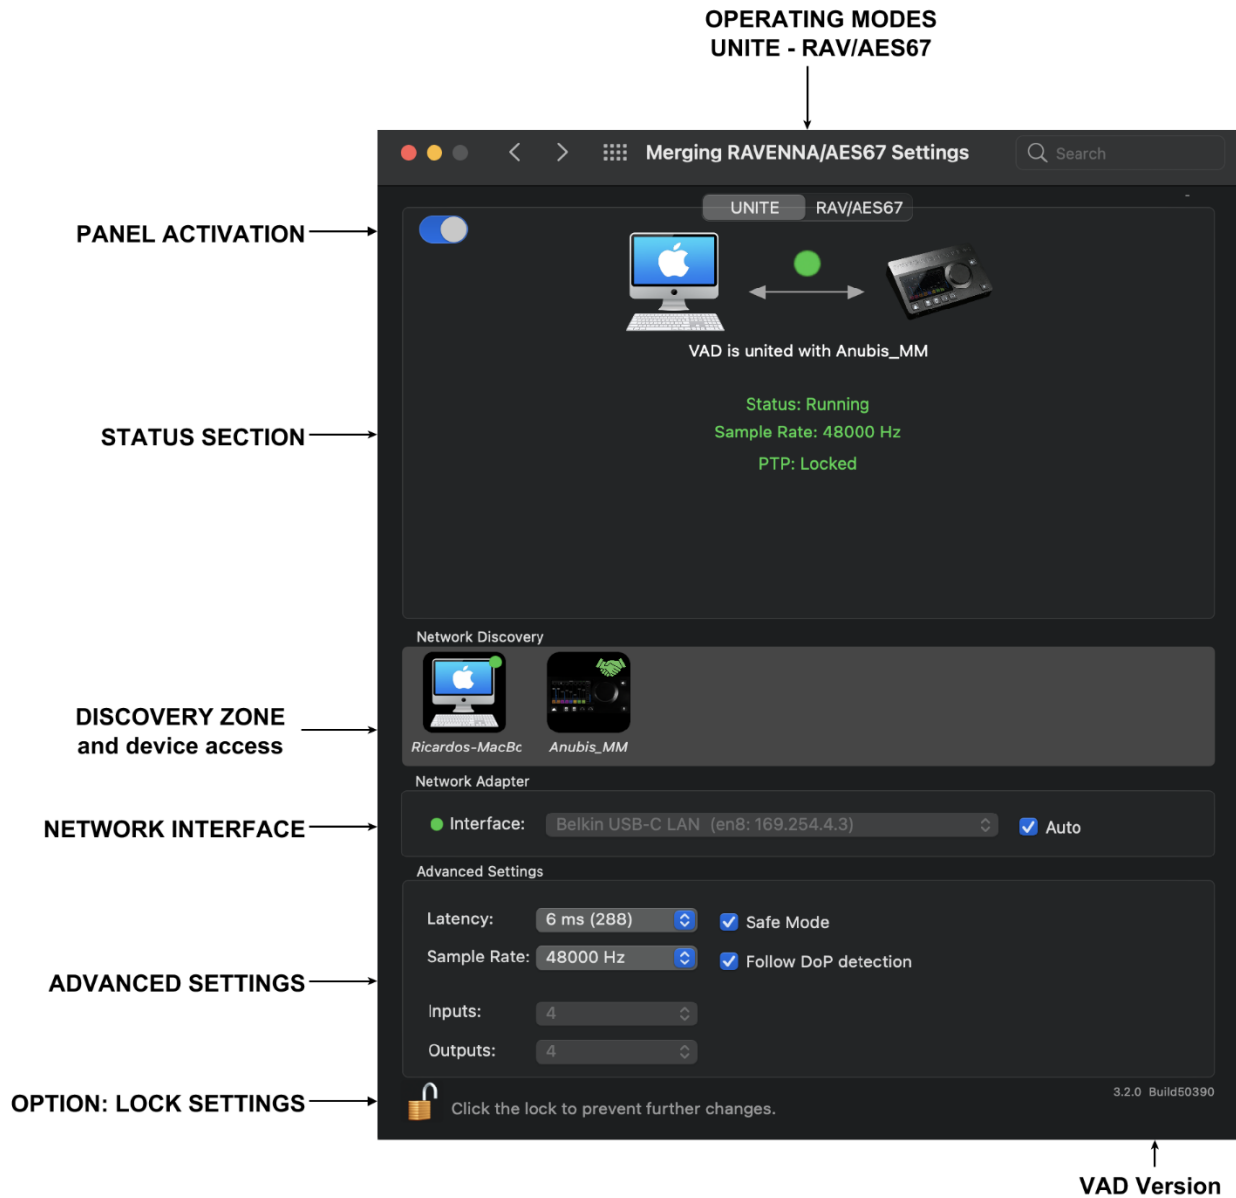 OPERATING MODES
UNITE - RAV/AES67
Merging RAVENNA/AES67 Settings
Search
UNITE
RAV/AES67
PANEL ACTIVATION
VAD is united with Anubis_MM
Status: Running
STATUS SECTION
Sample Rate: 48000 Hz
PTP: Locked
Network Discovery
DISCOVERY ZONE
and device access
Ricardos-MacBc
Anubis_MM
Network Adapter
NETWORK INTERFACE
Interface:
Belkin USB-C LAN (en8: 169.254.4.3)
Auto
Advanced Settings
Latency:
6 ms (288)
Safe Mode
Sample Rate:
48000 Hz
Follow DoP detection
ADVANCED SETTINGS
Inputs:
4
Outputs:
4
OPTION: LOCK SETTINGS
Click the lock to prevent further changes.
3.2.0 Build50390
VAD Version